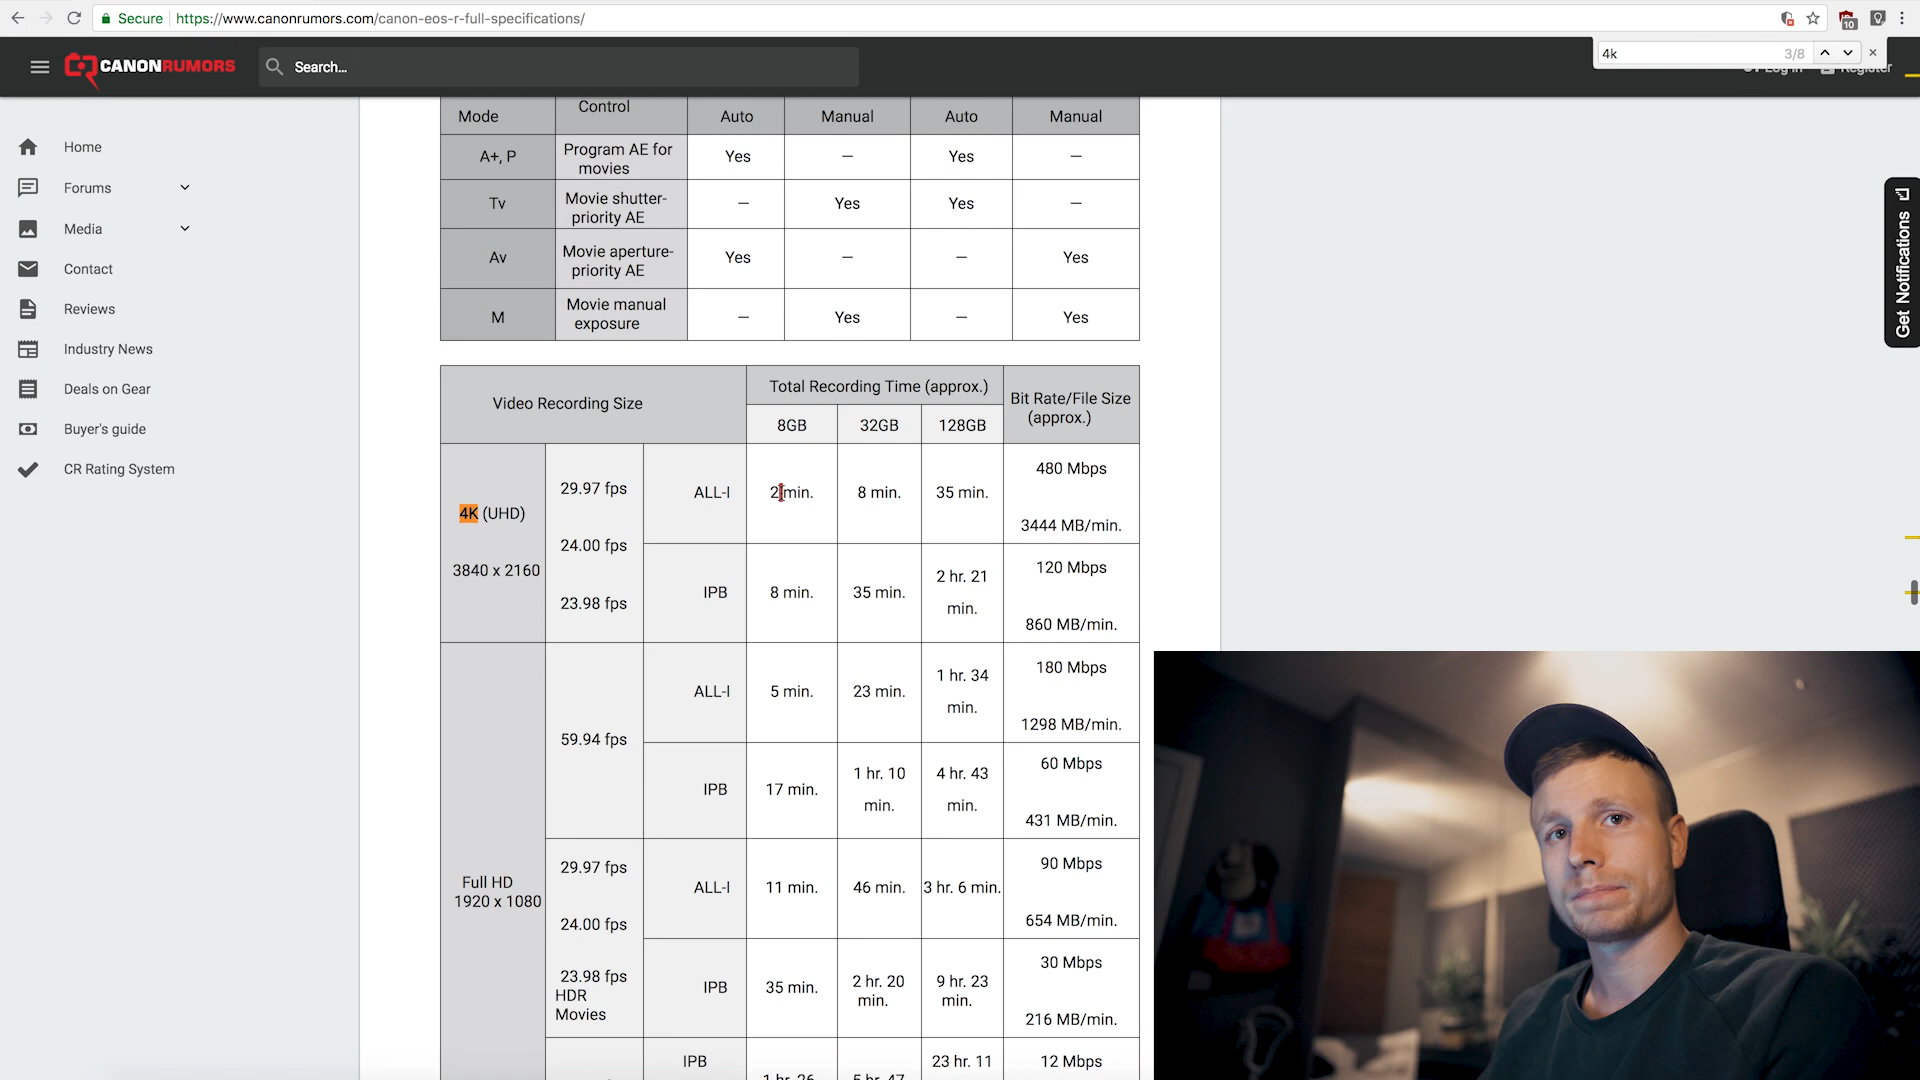 Secure
https://www.canonrumors.com/canon-eos-r-full-specifications/
10
CANONRUMORS
Search...
4k
3/8
Log in
Register
Home
Forums
Media
Contact
Reviews
Industry News
Deals on Gear
Buyer's guide
CR Rating System
Get Notifications
Mode
Control
Auto
Manual
Auto
Manual
A+, P
Program AE for
movies
Yes
—
Yes
—
Tv
Movie shutter-
priority AE
—
Yes
Yes
—
Av
Movie aperture-
priority AE
Yes
—
—
Yes
M
Movie manual
exposure
—
Yes
—
Yes
Video Recording Size
Total Recording Time (approx.)
Bit Rate/File Size
(approx.)
8GB
32GB
128GB
4K (UHD)
3840 x 2160
29.97 fps
24.00 fps
23.98 fps
ALL-I
2 min.
8 min.
35 min.
480 Mbps
3444 MB/min.
IPB
8 min.
35 min.
2 hr. 21
min.
120 Mbps
860 MB/min.
Full HD
1920 x 1080
59.94 fps
ALL-I
5 min.
23 min.
1 hr. 34
min.
180 Mbps
1298 MB/min.
IPB
17 min.
1 hr. 10
min.
4 hr. 43
min.
60 Mbps
431 MB/min.
29.97 fps
24.00 fps
23.98 fps
HDR
Movies
ALL-I
11 min.
46 min.
3 hr. 6 min.
90 Mbps
654 MB/min.
IPB
35 min.
2 hr. 20
min.
9 hr. 23
min.
30 Mbps
216 MB/min.
IPB
1 hr. 26
5 hr. 47
23 hr. 11
12 Mbps